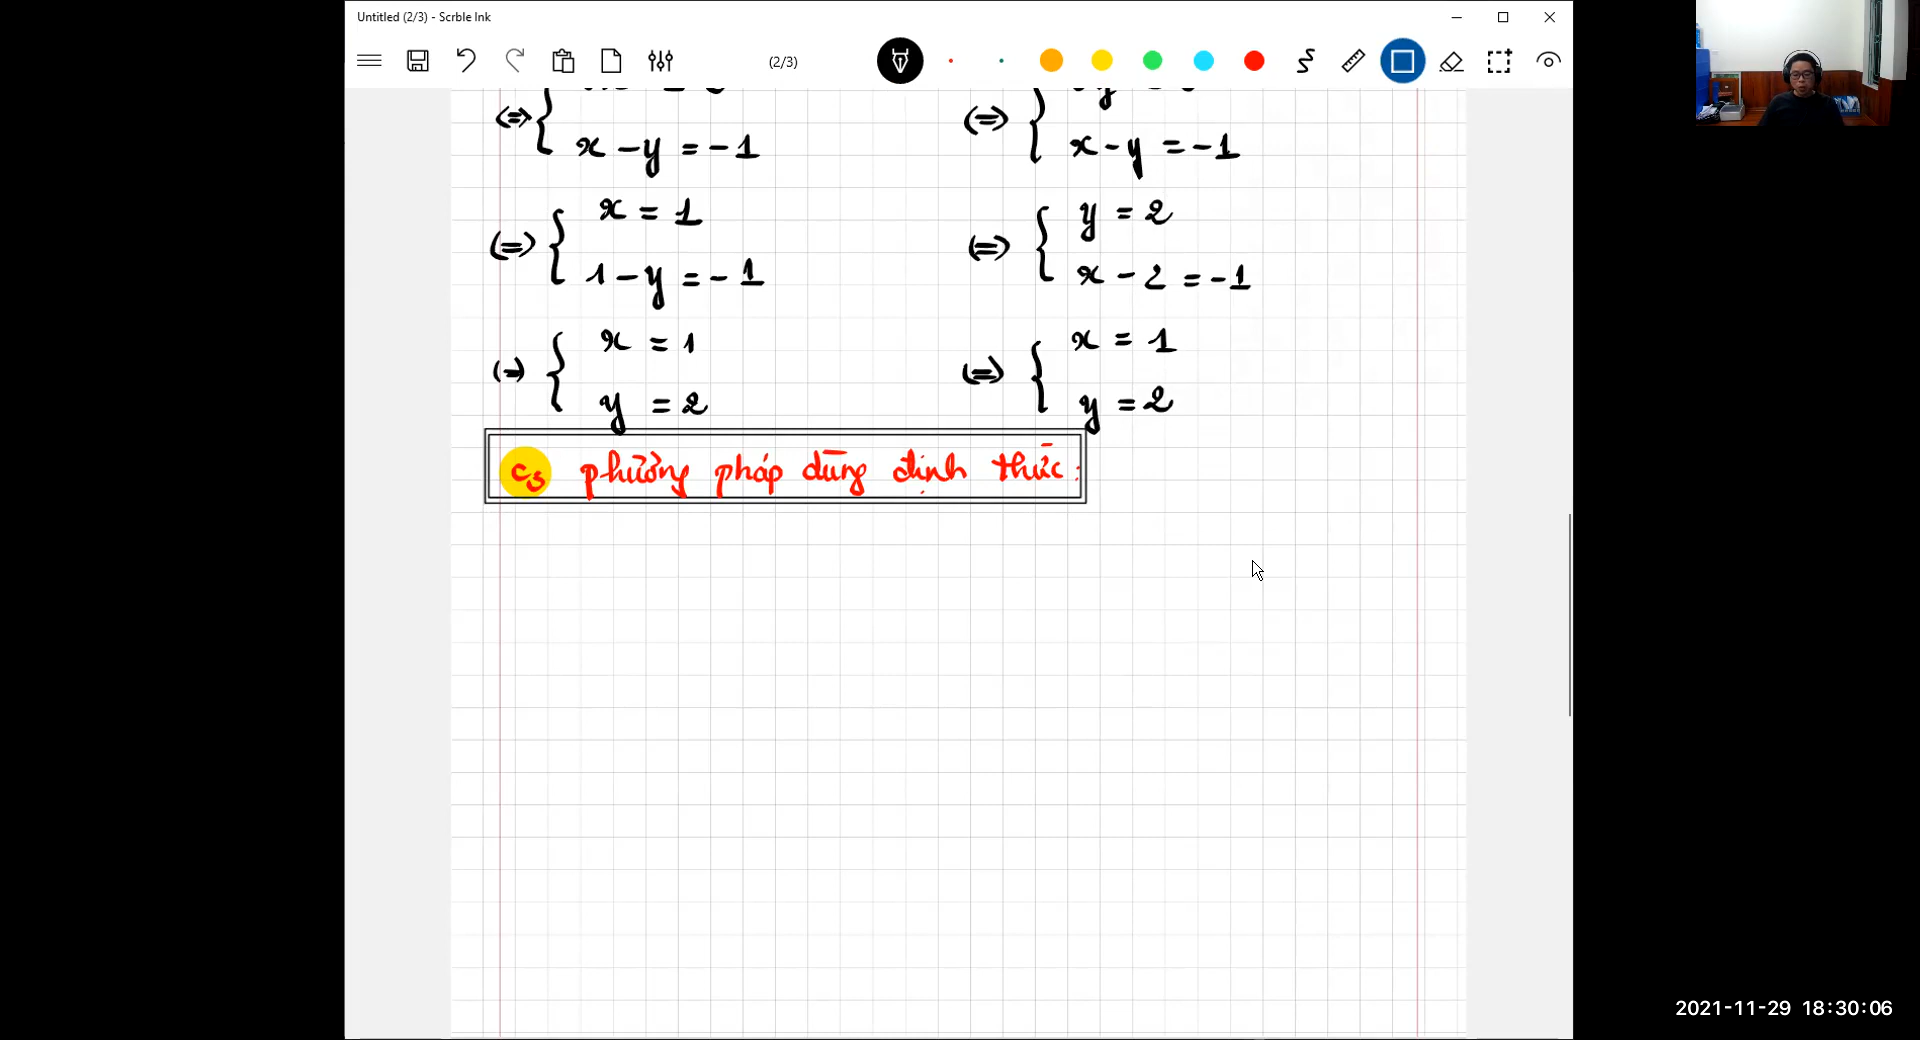 Untitled (2/3) - Scrble Ink
(2/3)
(=>
x - y = -1
(=>)
x - y = -1
(=>)
x = 1
1 - y = -1
(=>)
y = 2
x - 2 = -1
(=)
x = 1
y = 2
(=>)
x = 1
y = 2
C3 phương pháp dùng định thức:
2021-11-29 18:30:06